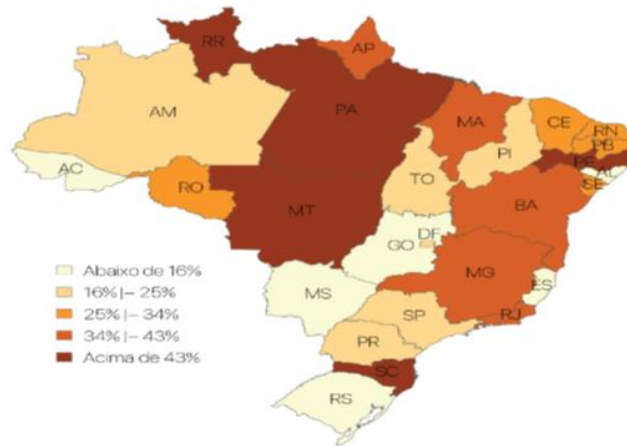 RR
AP
AM
PA
MA
CE
RN
PB
PI
PE
AC
AL
TO
SE
RO
BA
MT
DF
GO
MG
ES
MS
SP
RJ
PR
SC
RS
Abaixo de 16%
16%|– 25%
25%|– 34%
34%|– 43%
Acima de 43%